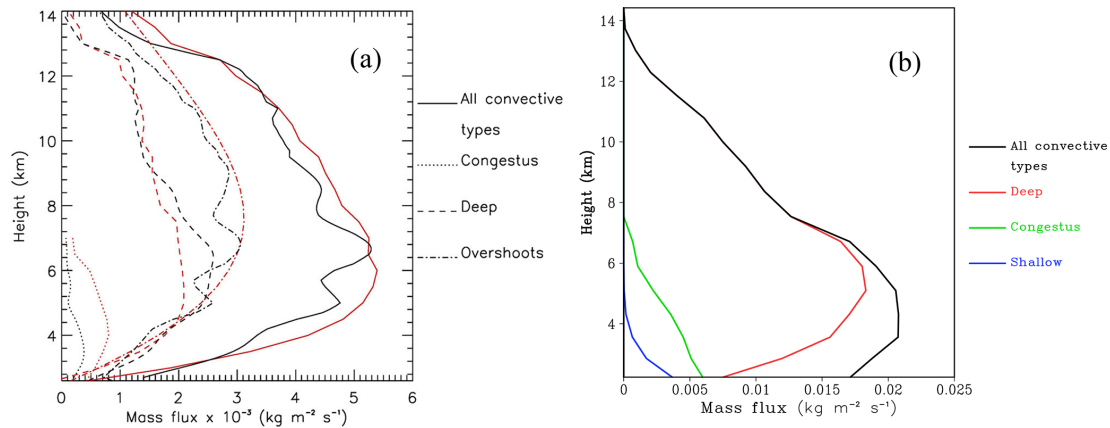 14
12
10
8
6
4
0
1
2
3
4
5
6
Height (km)
Mass flux x 10⁻³ (kg m⁻² s⁻¹)
(a)
All convective
types
Congestus
Deep
Overshoots
14
12
10
8
6
4
0
0.005
0.01
0.015
0.02
0.025
Height (km)
Mass flux (kg m⁻² s⁻¹)
(b)
All convective
types
Deep
Congestus
Shallow